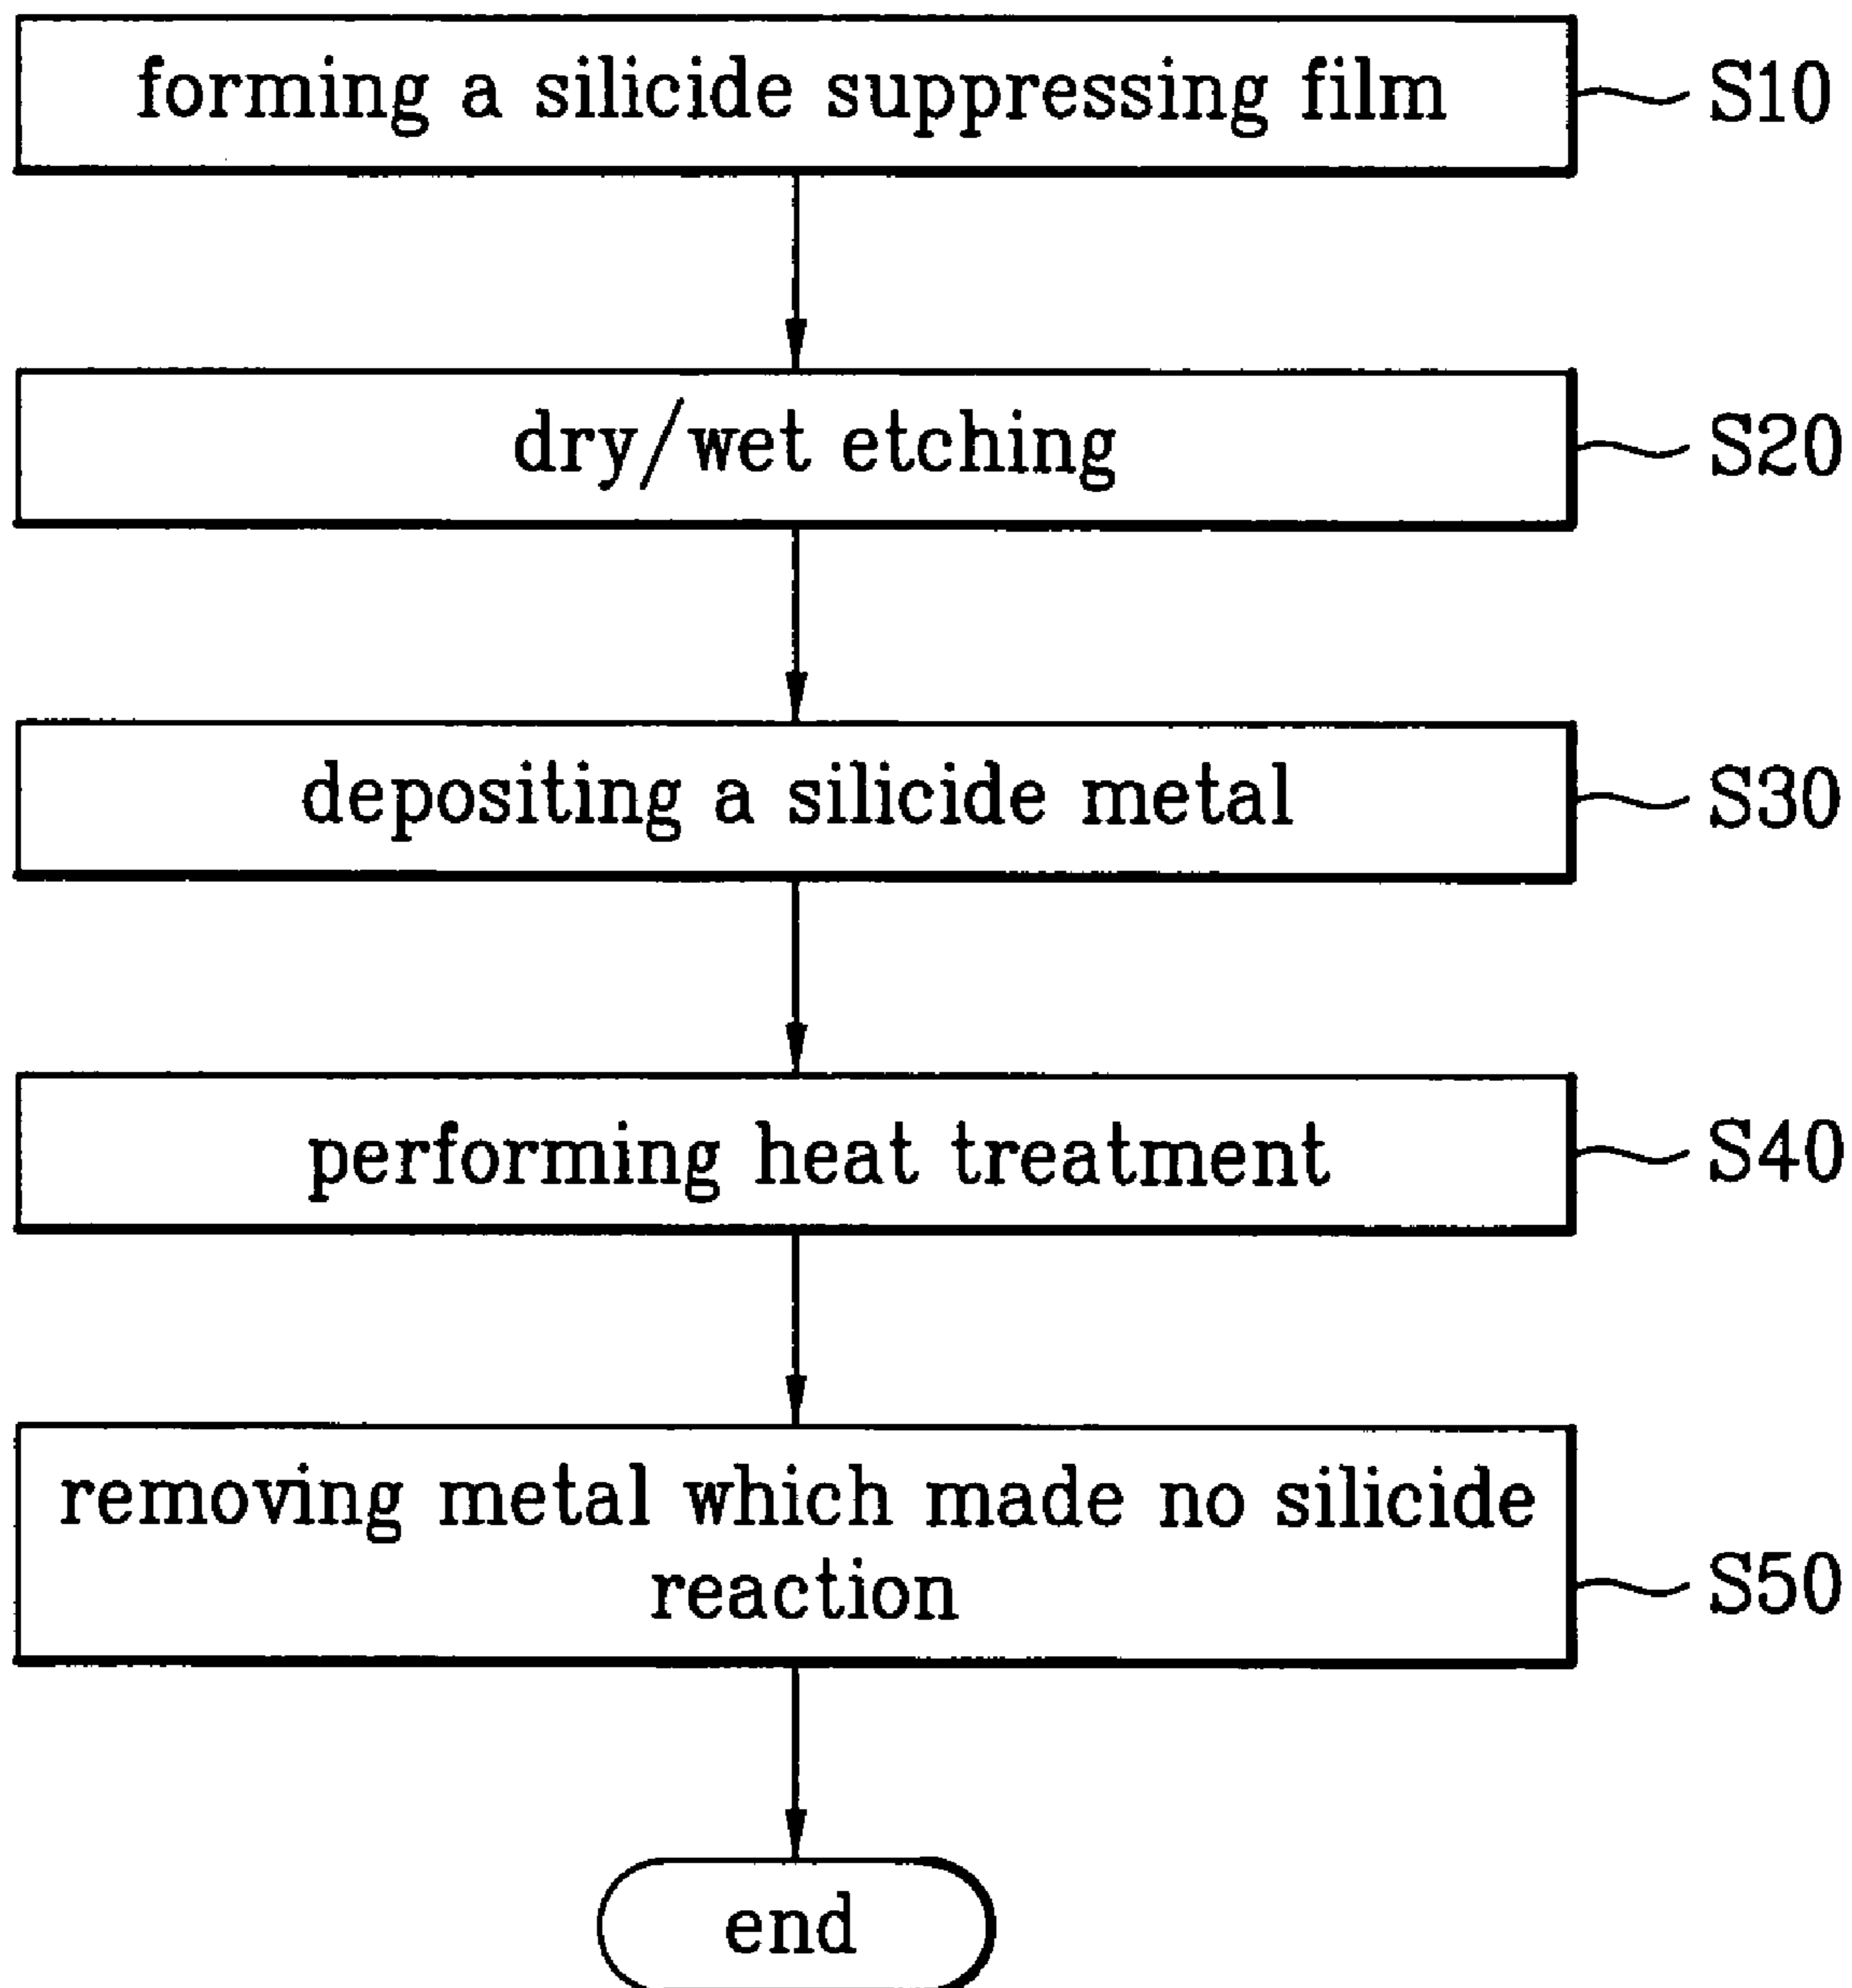 forming a silicide suppressing film
S10
dry/wet etching
S20
depositing a silicide metal
S30
performing heat treatment
S40
removing metal which made no silicide
reaction
S50
end